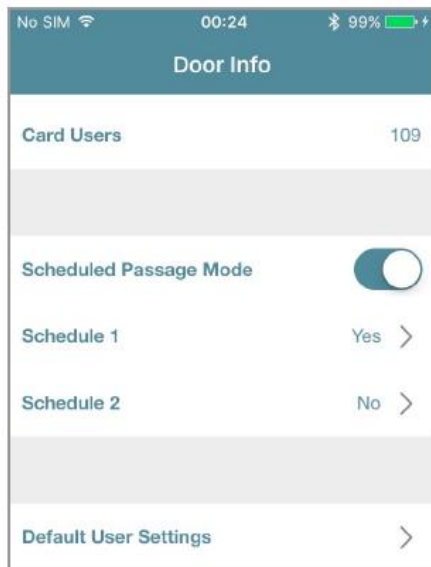 No SIM 00:24 99%
Door Info
Card Users 109
Scheduled Passage Mode
Schedule 1 Yes
Schedule 2 No
Default User Settings